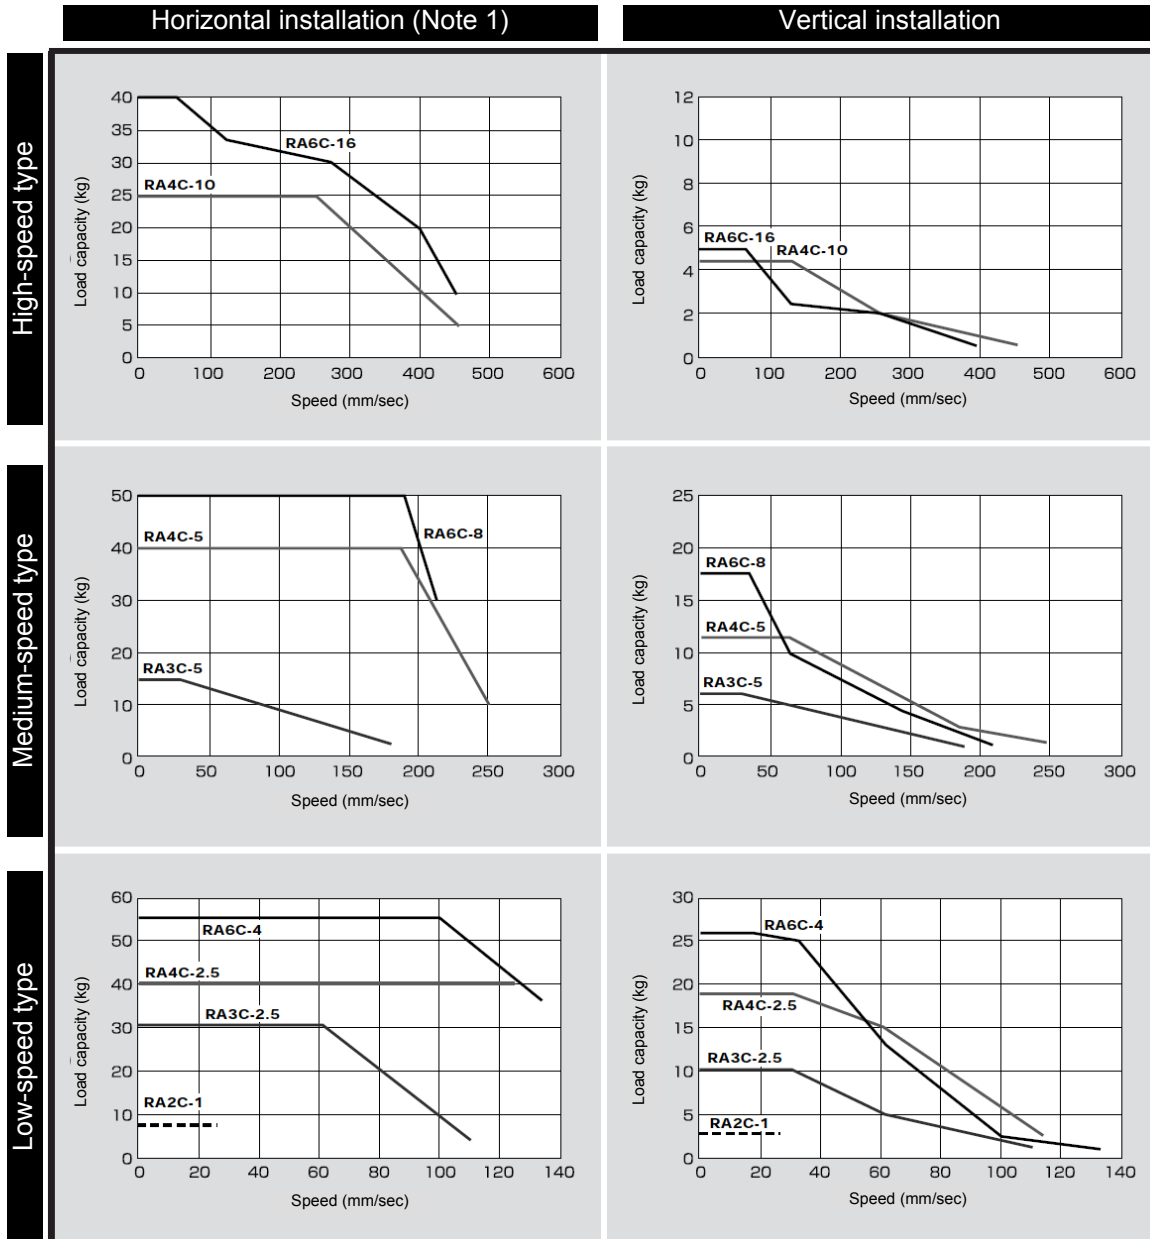 Horizontal installation (Note 1)
Vertical installation
High-speed type
Load capacity (kg)
40
35
30
25
20
15
10
5
0
RA6C-16
RA4C-10
0 100 200 300 400 500 600
Speed (mm/sec)
Load capacity (kg)
12
10
8
6
4
2
0
RA6C-16
RA4C-10
0 100 200 300 400 500 600
Speed (mm/sec)
Medium-speed type
Load capacity (kg)
50
40
30
20
10
0
RA4C-5
RA6C-8
RA3C-5
0 50 100 150 200 250 300
Speed (mm/sec)
Load capacity (kg)
25
20
15
10
5
0
RA6C-8
RA4C-5
RA3C-5
0 50 100 150 200 250 300
Speed (mm/sec)
Low-speed type
Load capacity (kg)
60
50
40
30
20
10
0
RA6C-4
RA4C-2.5
RA3C-2.5
RA2C-1
0 20 40 60 80 100 120 140
Speed (mm/sec)
Load capacity (kg)
30
25
20
15
10
5
0
RA6C-4
RA4C-2.5
RA3C-2.5
RA2C-1
0 20 40 60 80 100 120 140
Speed (mm/sec)